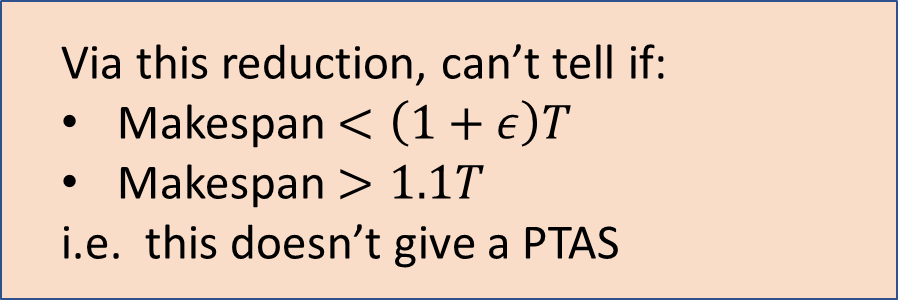 Via this reduction, can't tell if:
• Makespan < (1 + ϵ)T
• Makespan > 1.1T
i.e. this doesn't give a PTAS